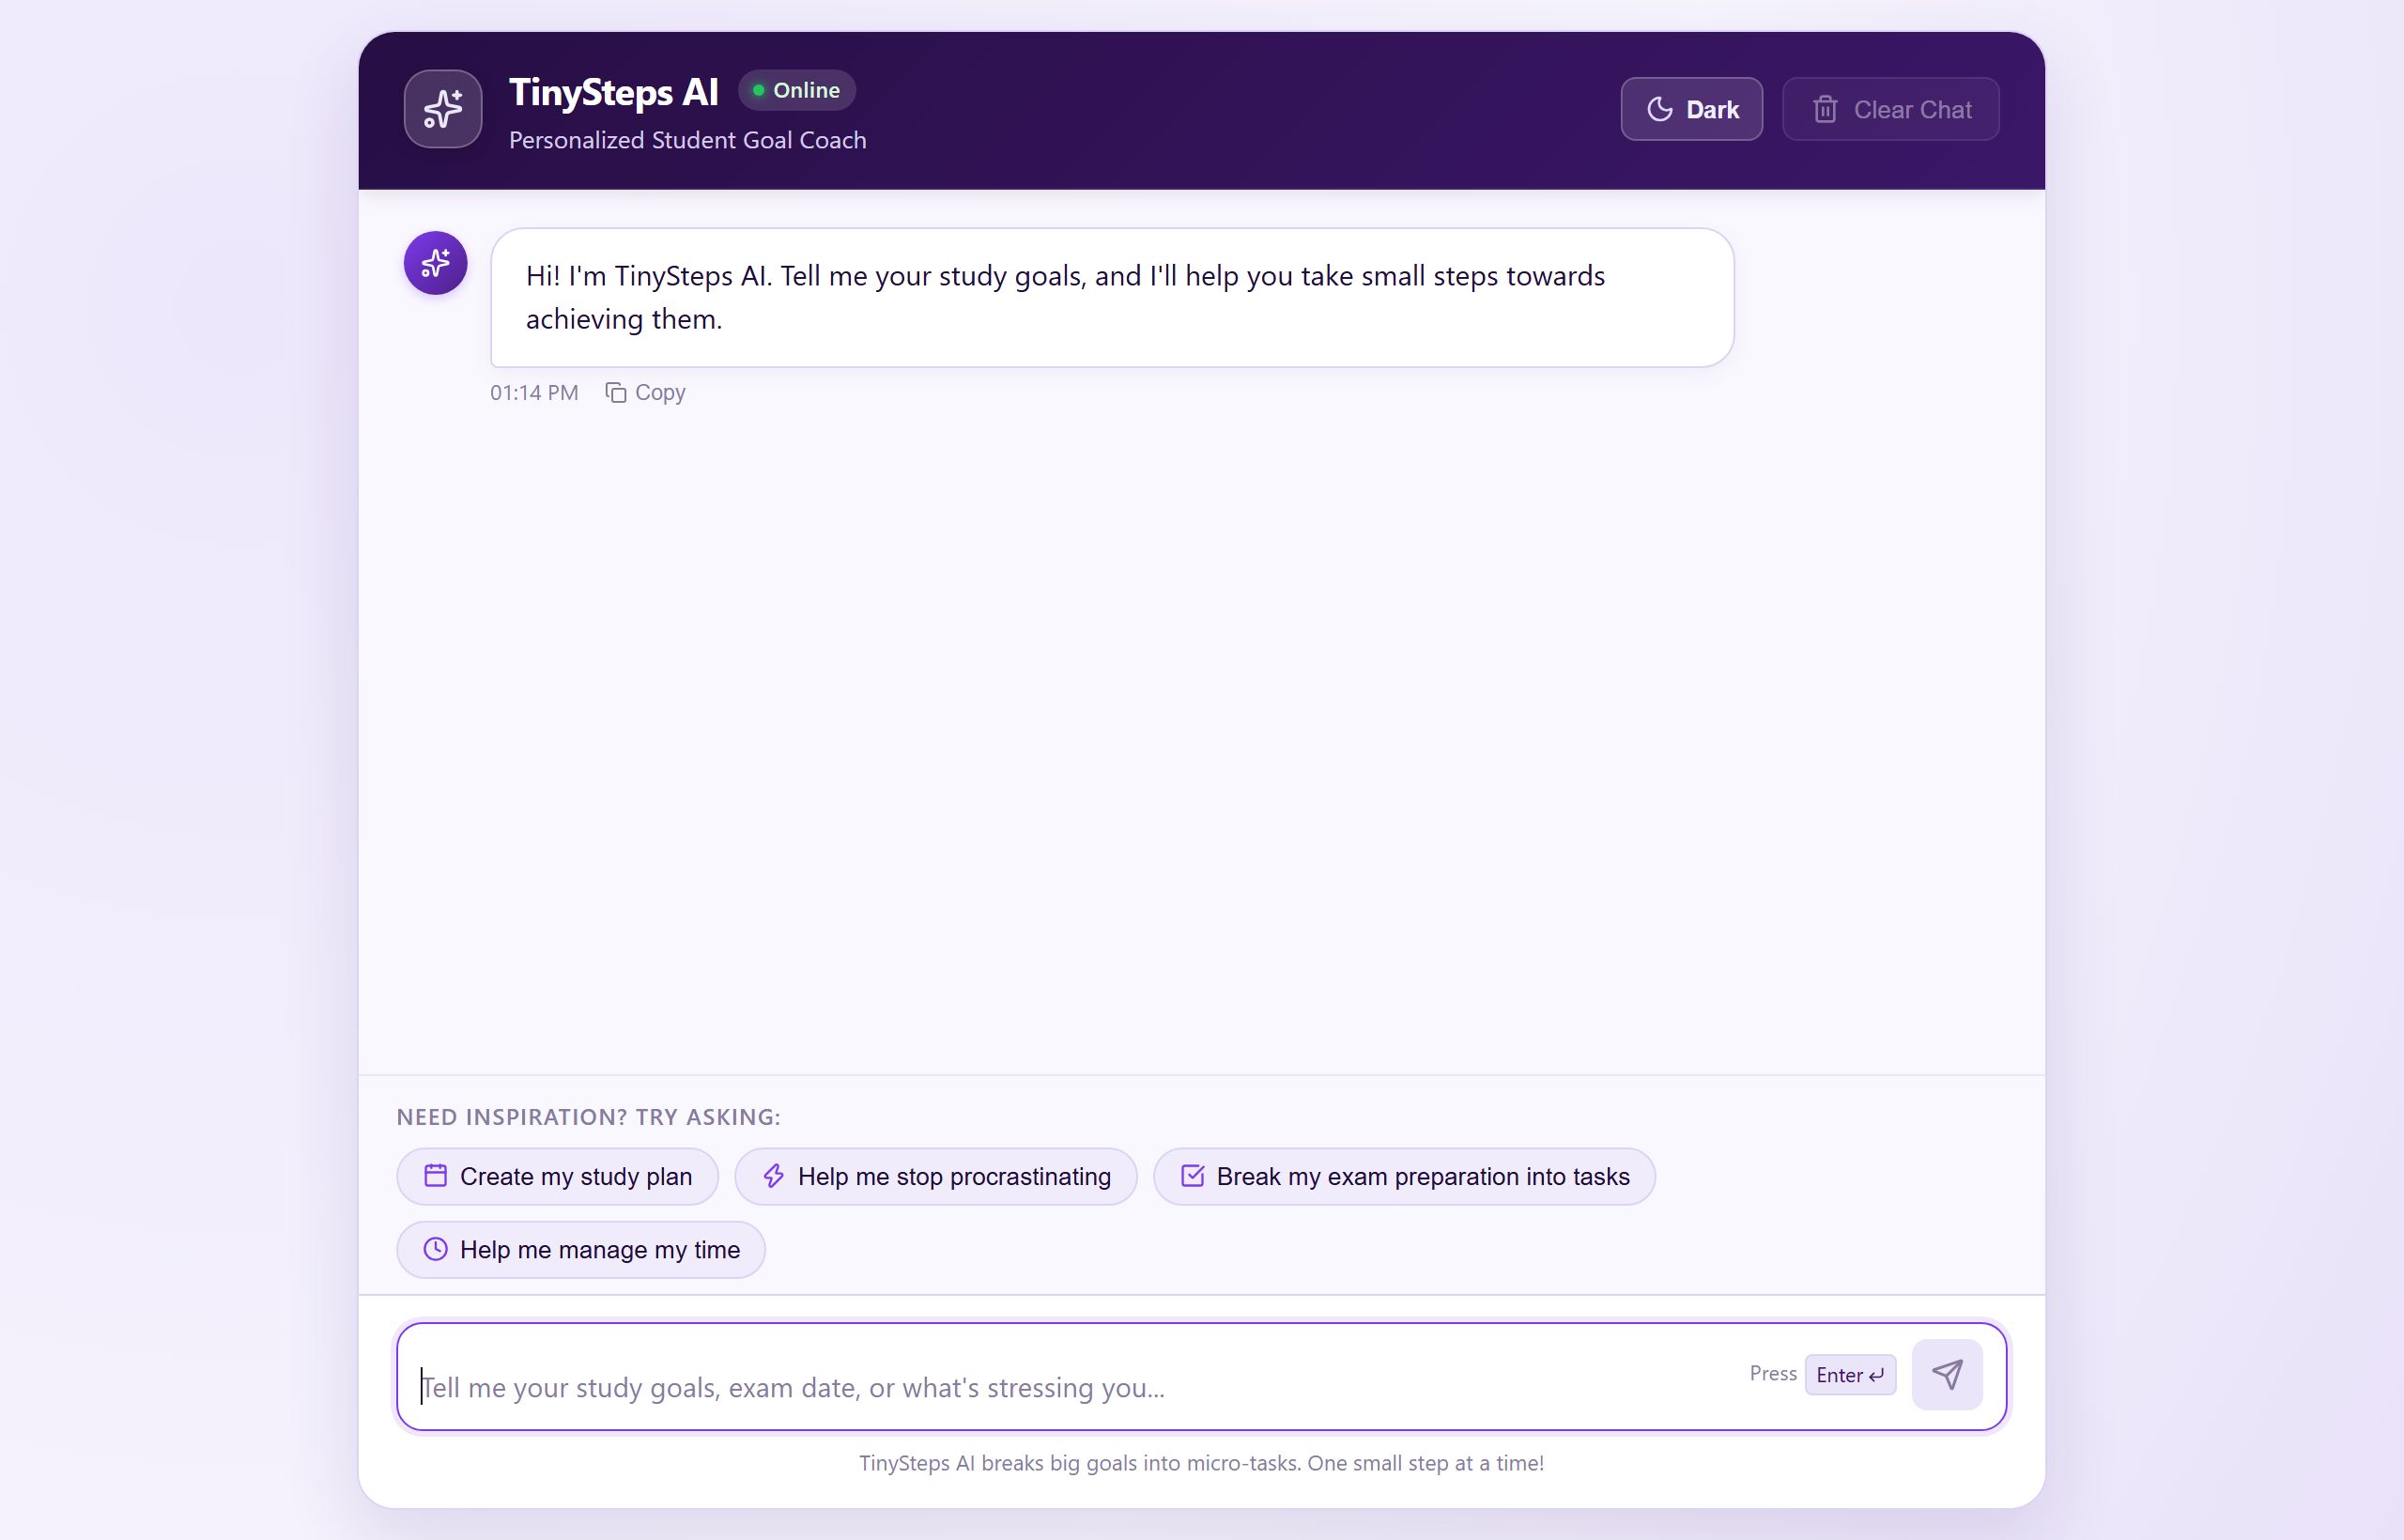 TinySteps AI
Online
Personalized Student Goal Coach
Dark
Clear Chat
Hi! I'm TinySteps AI. Tell me your study goals, and I'll help you take small steps towards
achieving them.
01:14 PM
Copy
NEED INSPIRATION? TRY ASKING:
Create my study plan
Help me stop procrastinating
Break my exam preparation into tasks
Help me manage my time
Tell me your study goals, exam date, or what's stressing you...
Press Enter ↵
TinySteps AI breaks big goals into micro-tasks. One small step at a time!